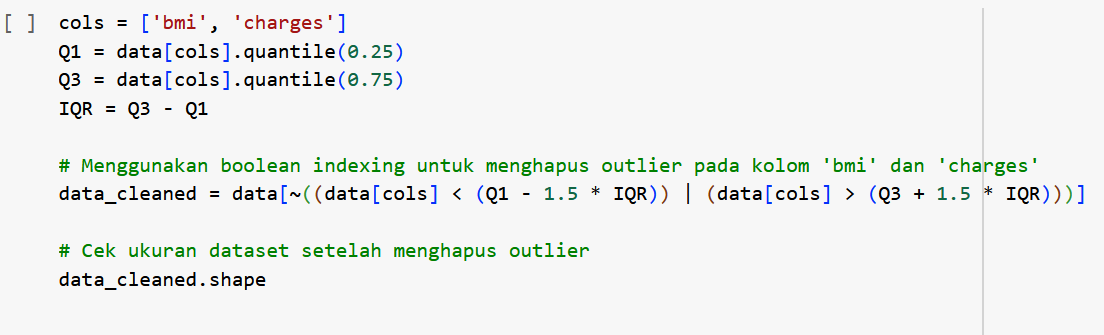 [ ] cols = ['bmi', 'charges']
Q1 = data[cols].quantile(0.25)
Q3 = data[cols].quantile(0.75)
IQR = Q3 - Q1
# Menggunakan boolean indexing untuk menghapus outlier pada kolom 'bmi' dan 'charges'
data_cleaned = data[~((data[cols] < (Q1 - 1.5 * IQR)) | (data[cols] > (Q3 + 1.5 * IQR)))]
# Cek ukuran dataset setelah menghapus outlier
data_cleaned.shape